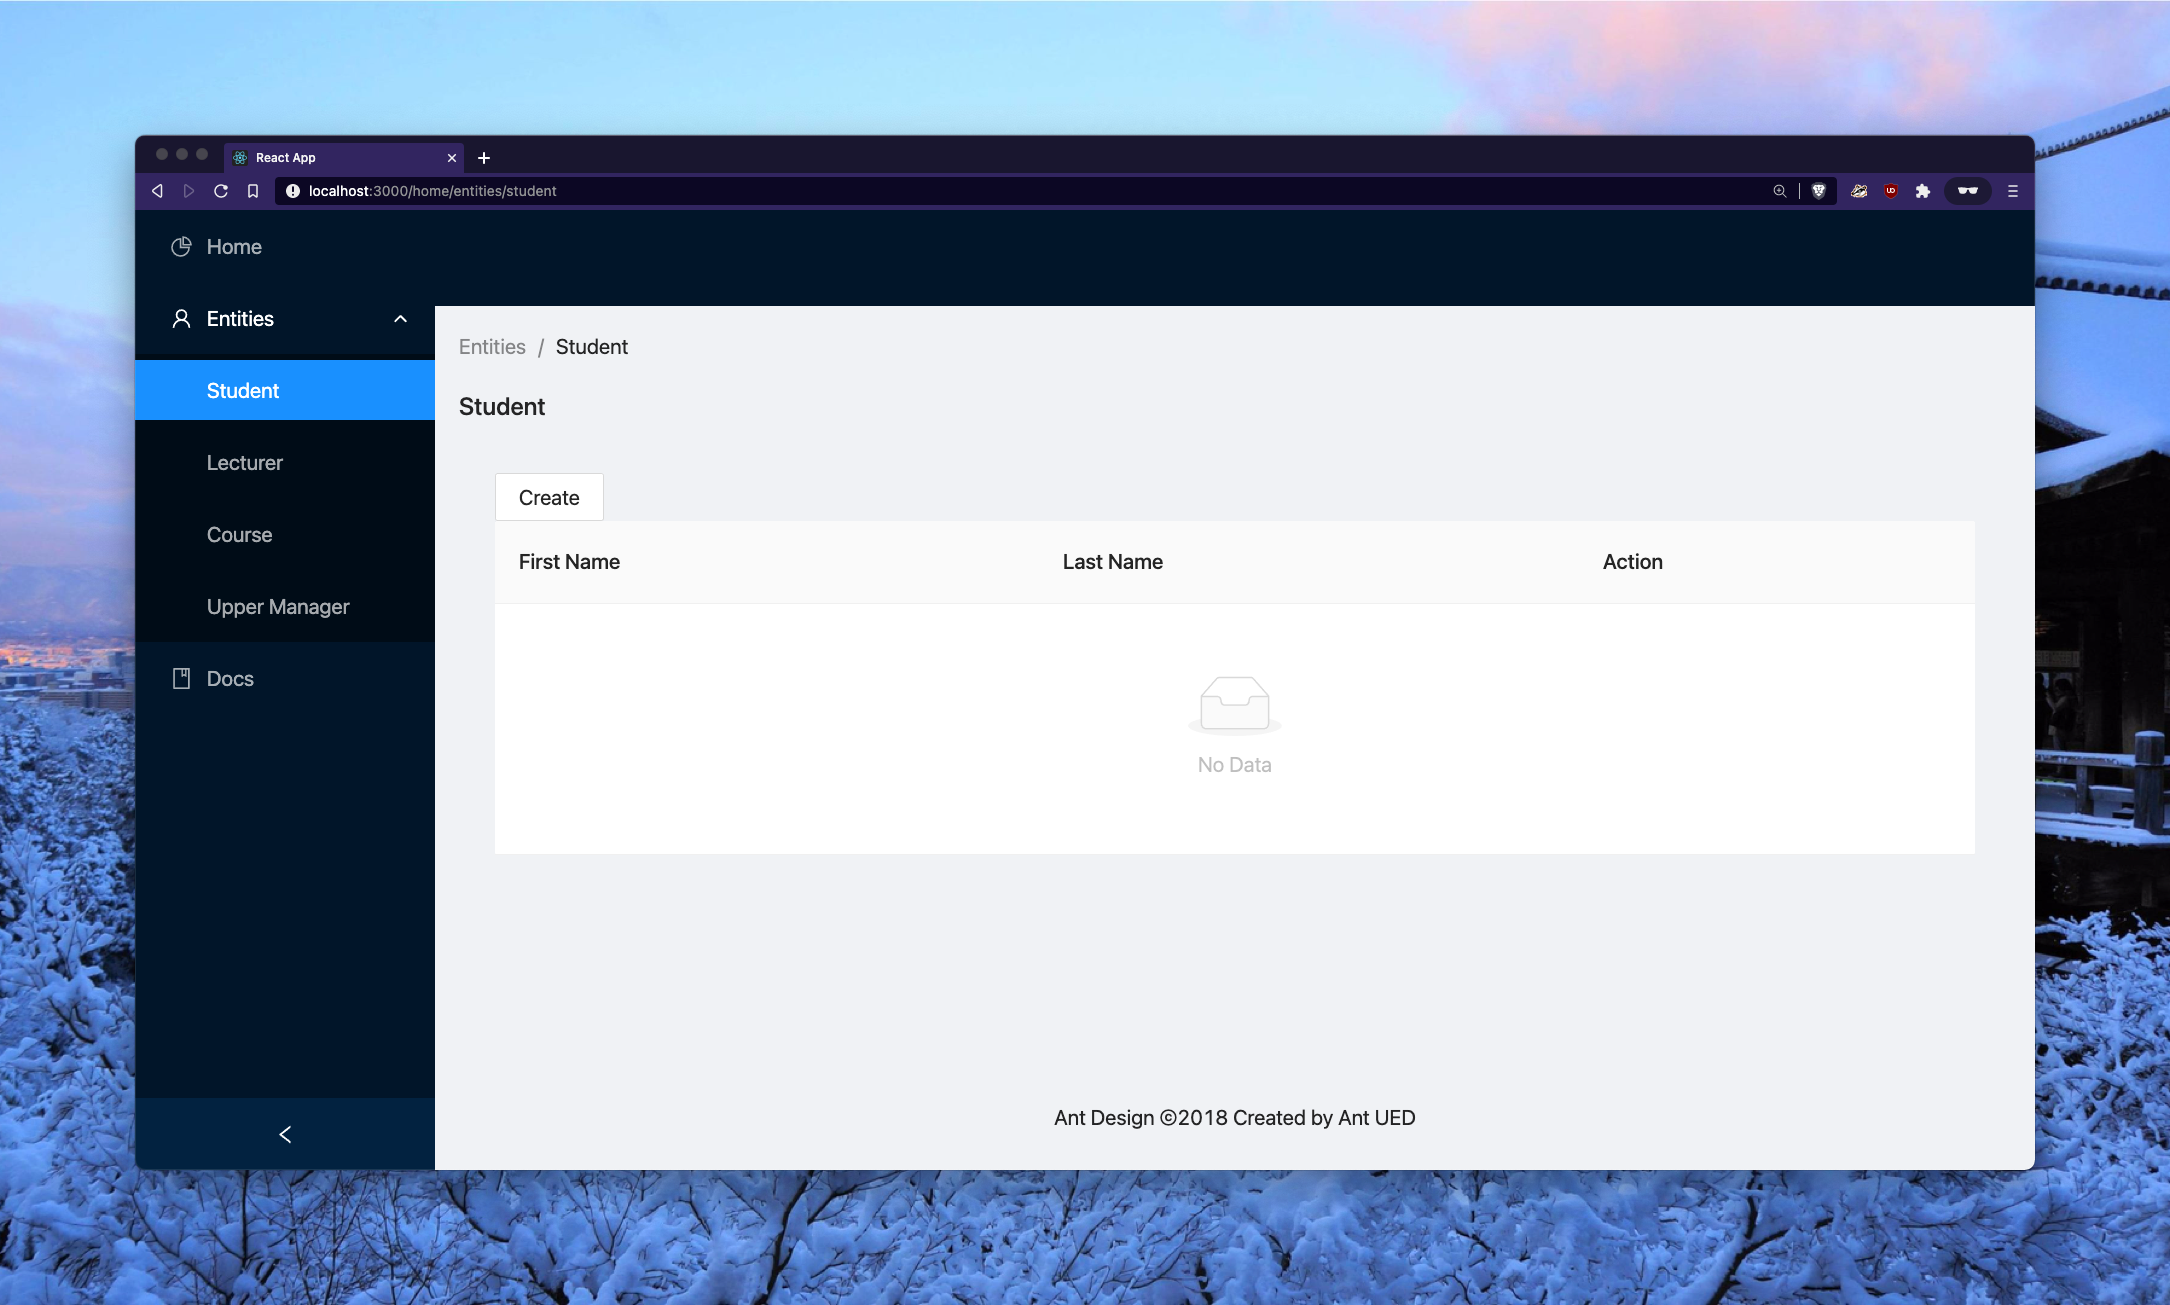 React App
localhost:3000/home/entities/student
Home
Entities
Student
Lecturer
Course
Upper Manager
Docs
Entities / Student
Student
Create
First Name Last Name Action
No Data
Ant Design ©2018 Created by Ant UED